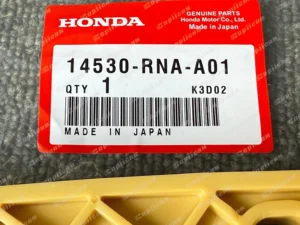 HONDA
GENUINE PARTS
Honda Motor Co., Ltd.
Made in Japan
14530-RNA-A01
QTY 1 K3D02
MADE IN JAPAN